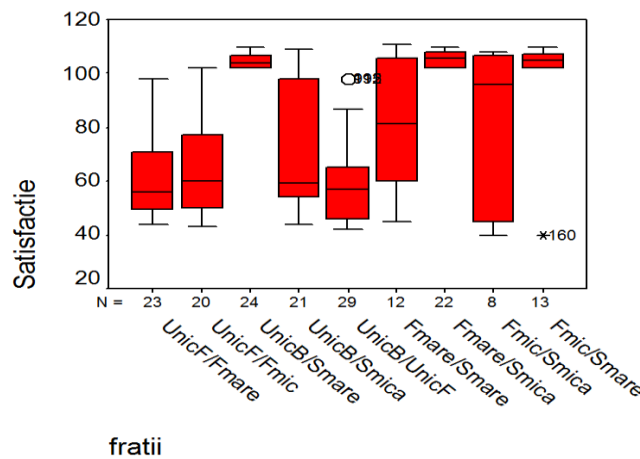 Satisfactie
120
100
80
60
40
20
160
N = 23 20 24 21 29 12 22 8 13
UnicF/Fmare
UnicF/Fmic
UnicB/Smare
UnicB/Smica
UnicB/UnicF
Fmare/Smare
Fmare/Smica
Fmic/Smica
Fmic/Smare
fratii